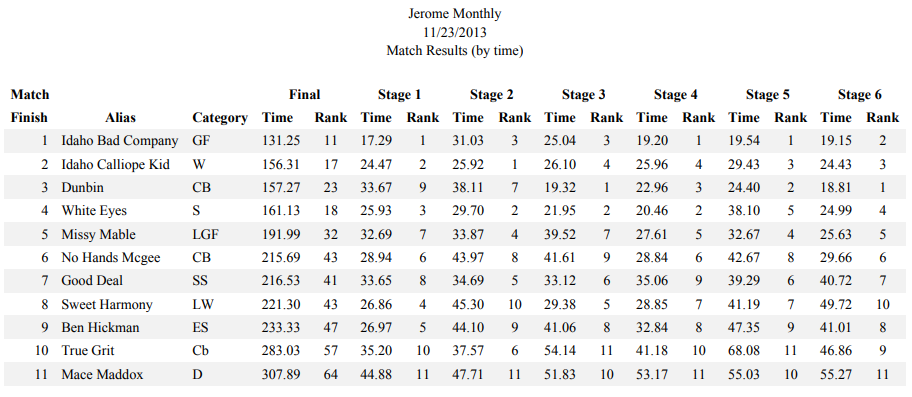 Jerome Monthly
11/23/2013
Match Results (by time)
Match Final Stage 1 Stage 2 Stage 3 Stage 4 Stage 5 Stage 6
Finish Alias Category Time Rank Time Rank Time Rank Time Rank Time Rank Time Rank Time Rank
1 Idaho Bad Company GF 131.25 11 17.29 1 31.03 3 25.04 3 19.20 1 19.54 1 19.15 2
2 Idaho Calliope Kid W 156.31 17 24.47 2 25.92 1 26.10 4 25.96 4 29.43 3 24.43 3
3 Dunbin CB 157.27 23 33.67 9 38.11 7 19.32 1 22.96 3 24.40 2 18.81 1
4 White Eyes S 161.13 18 25.93 3 29.70 2 21.95 2 20.46 2 38.10 5 24.99 4
5 Missy Mable LGF 191.99 32 32.69 7 33.87 4 39.52 7 27.61 5 32.67 4 25.63 5
6 No Hands Mcgee CB 215.69 43 28.94 6 43.97 8 41.61 9 28.84 6 42.67 8 29.66 6
7 Good Deal SS 216.53 41 33.65 8 34.69 5 33.12 6 35.06 9 39.29 6 40.72 7
8 Sweet Harmony LW 221.30 43 26.86 4 45.30 10 29.38 5 28.85 7 41.19 7 49.72 10
9 Ben Hickman ES 233.33 47 26.97 5 44.10 9 41.06 8 32.84 8 47.35 9 41.01 8
10 True Grit Cb 283.03 57 35.20 10 37.57 6 54.14 11 41.18 10 68.08 11 46.86 9
11 Mace Maddox D 307.89 64 44.88 11 47.71 11 51.83 10 53.17 11 55.03 10 55.27 11